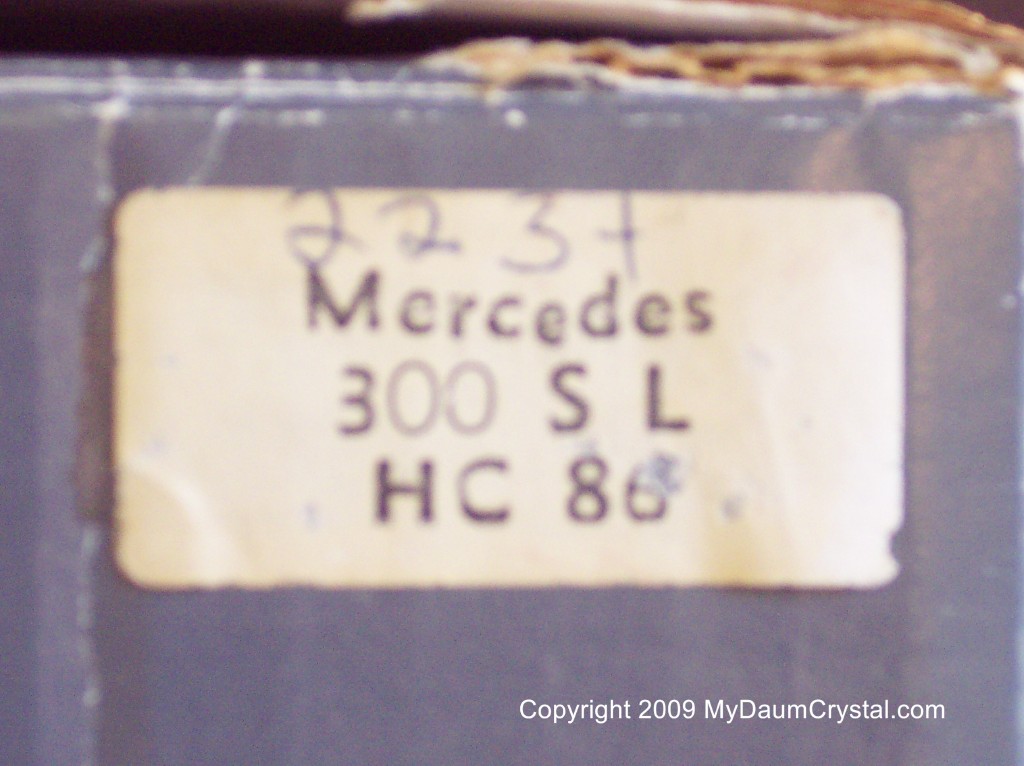 2237
Mercedes
300 S L
HC 86
Copyright 2009 MyDaumCrystal.com